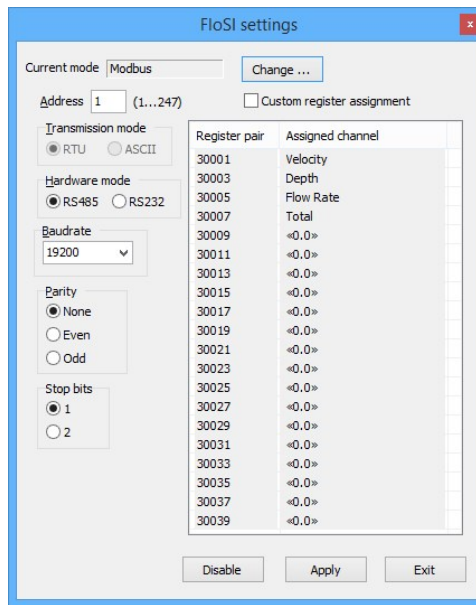 FloSI settings
x
Current mode Modbus Change ...
Address 1 (1...247)
Custom register assignment
Transmission mode
RTU ASCII
Hardware mode
RS485 RS232
Baudrate
19200
Parity
None
Even
Odd
Stop bits
1
2
Register pair Assigned channel
30001 Velocity
30003 Depth
30005 Flow Rate
30007 Total
30009 «0.0»
30011 «0.0»
30013 «0.0»
30015 «0.0»
30017 «0.0»
30019 «0.0»
30021 «0.0»
30023 «0.0»
30025 «0.0»
30027 «0.0»
30029 «0.0»
30031 «0.0»
30033 «0.0»
30035 «0.0»
30037 «0.0»
30039 «0.0»
Disable Apply Exit